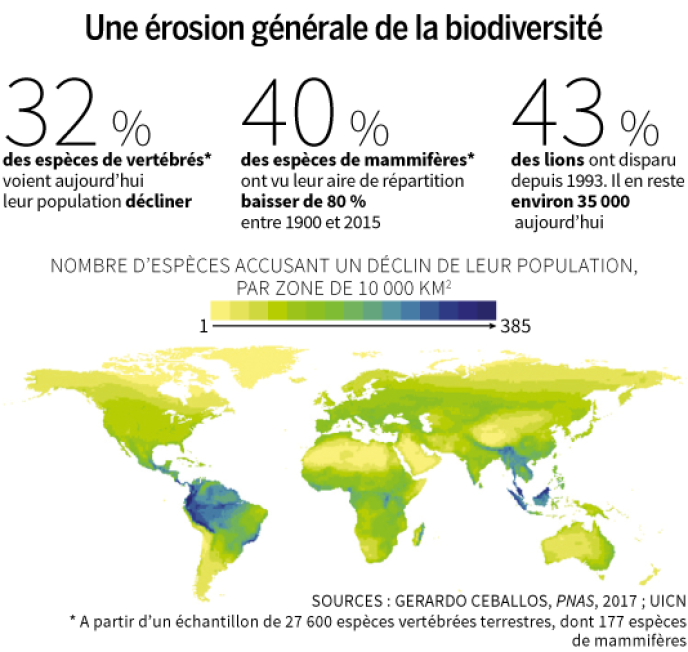 Une érosion générale de la biodiversité
32 %
des espèces de vertébrés*
voient aujourd'hui
leur population décliner
40 %
des espèces de mammifères*
ont vu leur aire de répartition
baisser de 80 %
entre 1900 et 2015
43 %
des lions ont disparu
depuis 1993. Il en reste
environ 35 000
aujourd'hui
NOMBRE D'ESPÈCES ACCUSANT UN DÉCLIN DE LEUR POPULATION,
PAR ZONE DE 10 000 KM²
1 385
SOURCES : GERARDO CEBALLOS, PNAS, 2017 ; UICN
* A partir d'un échantillon de 27 600 espèces vertébrées terrestres, dont 177 espèces
de mammifères